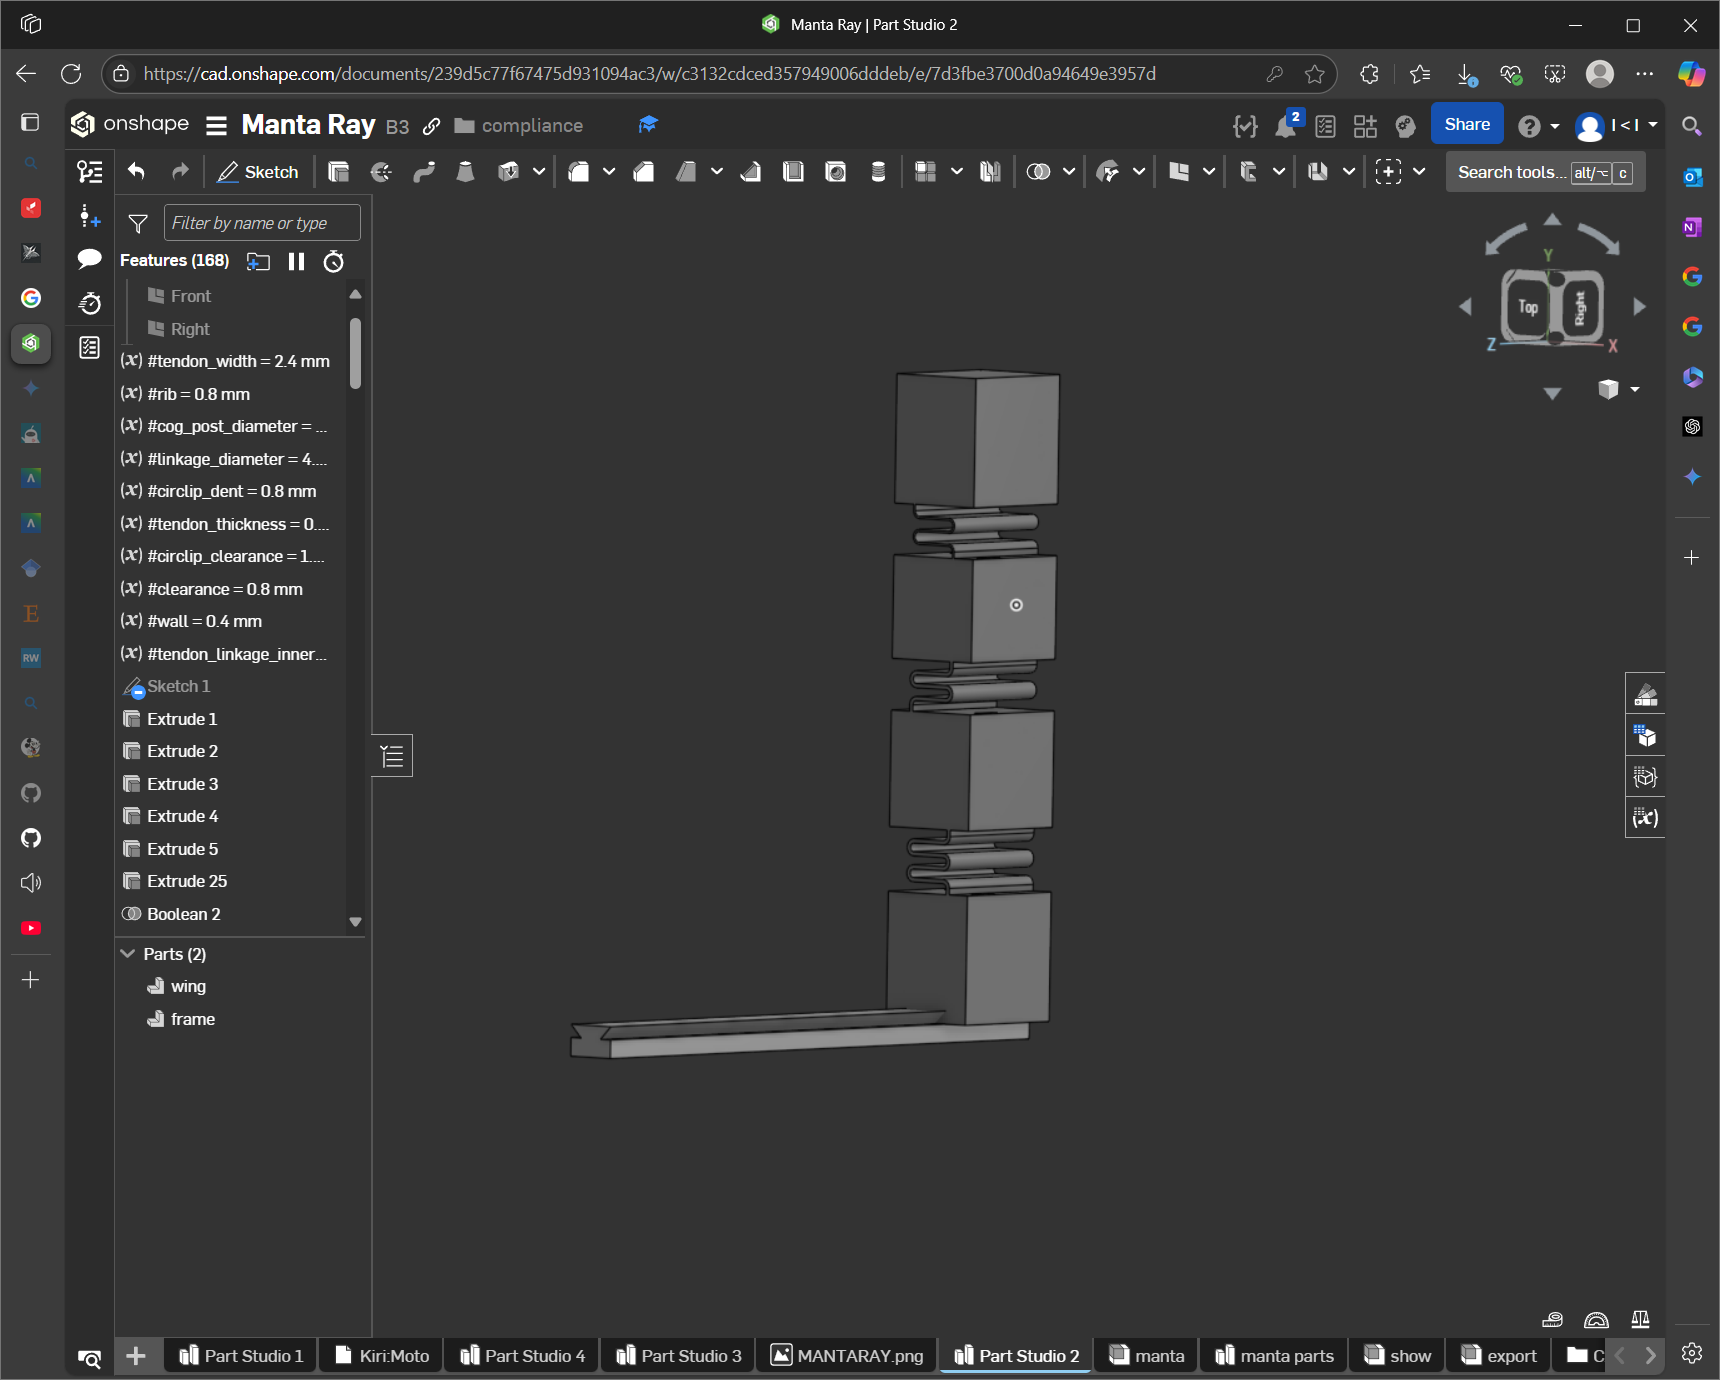 Manta Ray | Part Studio 2
https://cad.onshape.com/documents/239d5c77f67475d931094ac3/w/c3132cdced357949006dddeb/e/7d3fbe3700d0a94649e3957d
onshape Manta Ray B3 compliance 2 Share I < I
Sketch Search tools... alt/⌥ c
Filter by name or type
Features (168)
Front
Right
(x) #tendon_width = 2.4 mm
(x) #rib = 0.8 mm
(x) #cog_post_diameter = ...
(x) #linkage_diameter = 4....
(x) #circlip_dent = 0.8 mm
(x) #tendon_thickness = 0....
(x) #circlip_clearance = 1....
(x) #clearance = 0.8 mm
(x) #wall = 0.4 mm
(x) #tendon_linkage_inner...
Sketch 1
Extrude 1
Extrude 2
Extrude 3
Extrude 4
Extrude 5
Extrude 25
Boolean 2
Parts (2)
wing
frame
Y
Top Right
Z X
E
RW
(x)
Part Studio 1 Kiri:Moto Part Studio 4 Part Studio 3 MANTARAY.png Part Studio 2 manta manta parts show export C